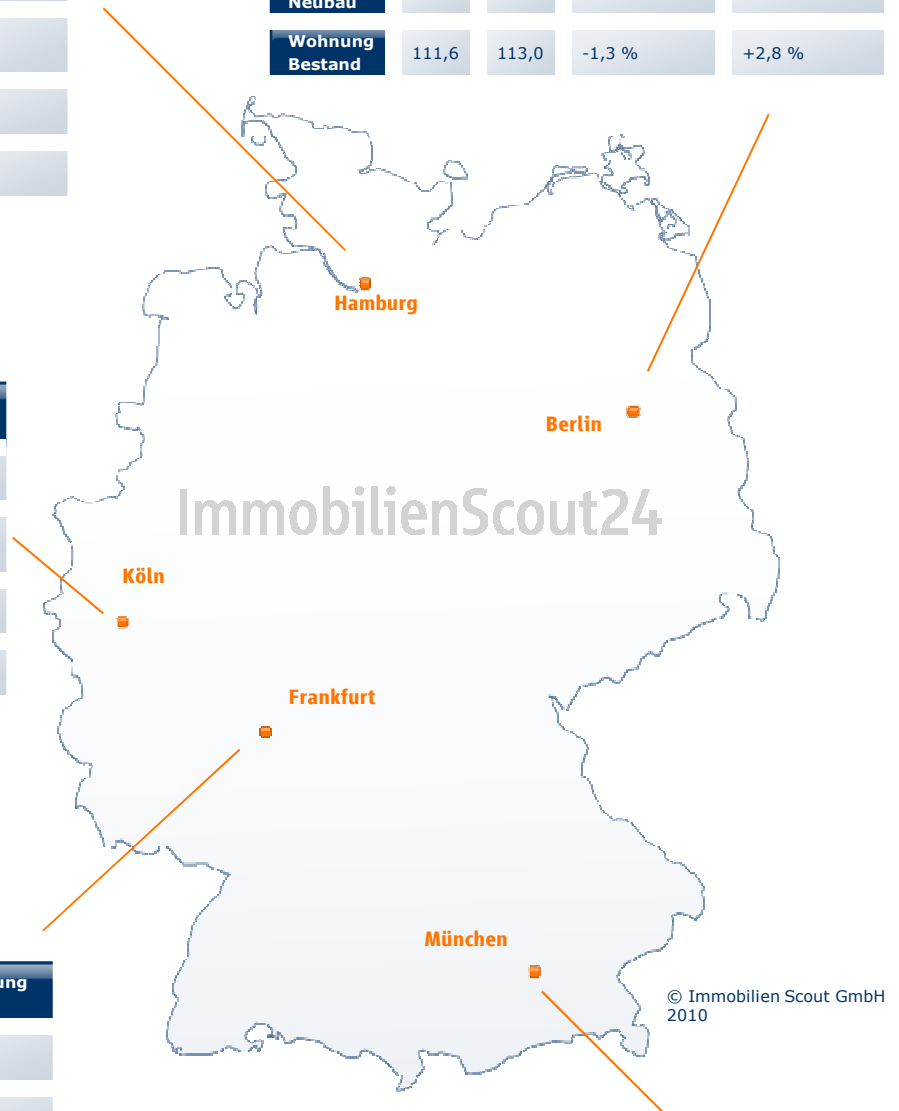 Neubau
Wohnung
Bestand
111,6
113,0
-1,3 %
+2,8 %
Hamburg
Berlin
ImmobilienScout24
Köln
Frankfurt
München
ung
© Immobilien Scout GmbH
2010